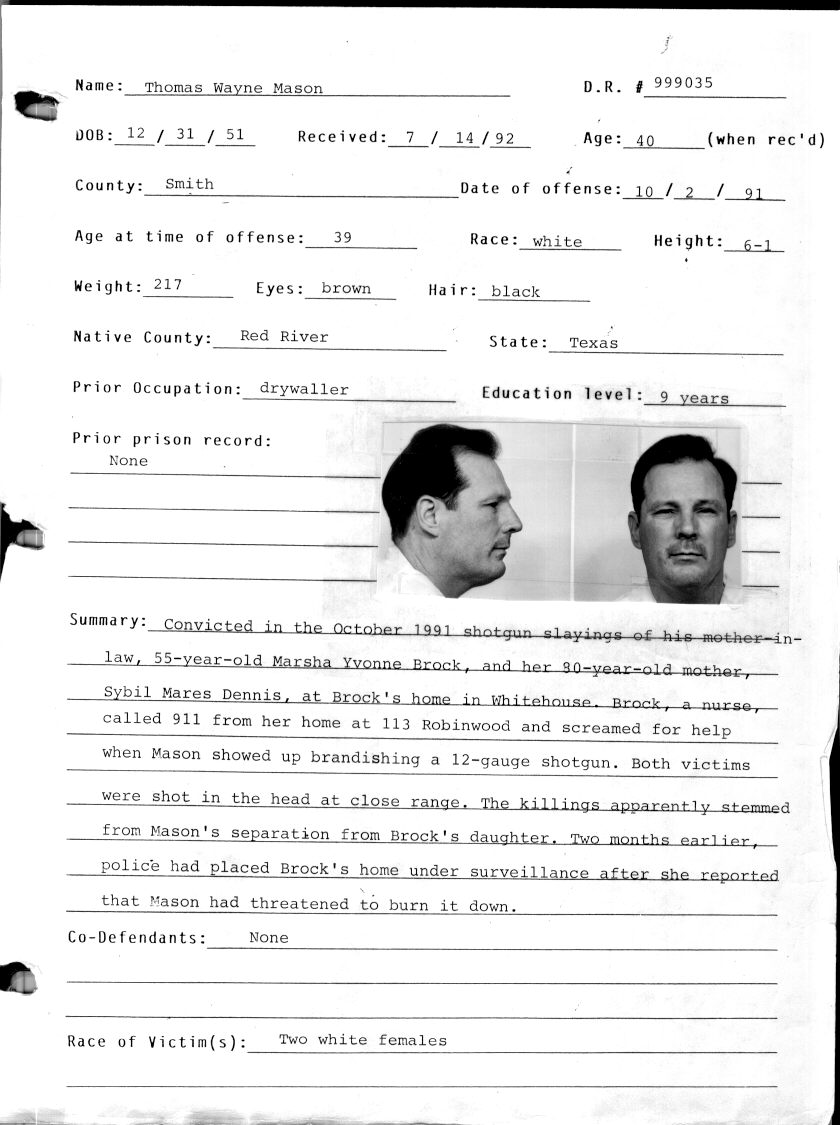 Name: Thomas Wayne Mason D.R. # 999035
DOB: 12 / 31 / 51 Received: 7 / 14 / 92 Age: 40 (when rec'd)
County: Smith Date of offense: 10 / 2 / 91
Age at time of offense: 39 Race: white Height: 6-1
Weight: 217 Eyes: brown Hair: black
Native County: Red River State: Texas
Prior Occupation: drywaller Education level: 9 years
Prior prison record:
None
Summary: Convicted in the October 1991 shotgun slayings of his mother-in-
law, 55-year-old Marsha Yvonne Brock, and her 80-year-old mother,
Sybil Mares Dennis, at Brock's home in Whitehouse. Brock, a nurse,
called 911 from her home at 113 Robinwood and screamed for help
when Mason showed up brandishing a 12-gauge shotgun. Both victims
were shot in the head at close range. The killings apparently stemmed
from Mason's separation from Brock's daughter. Two months earlier,
police had placed Brock's home under surveillance after she reported
that Mason had threatened to burn it down.
Co-Defendants: None
Race of Victim(s): Two white females